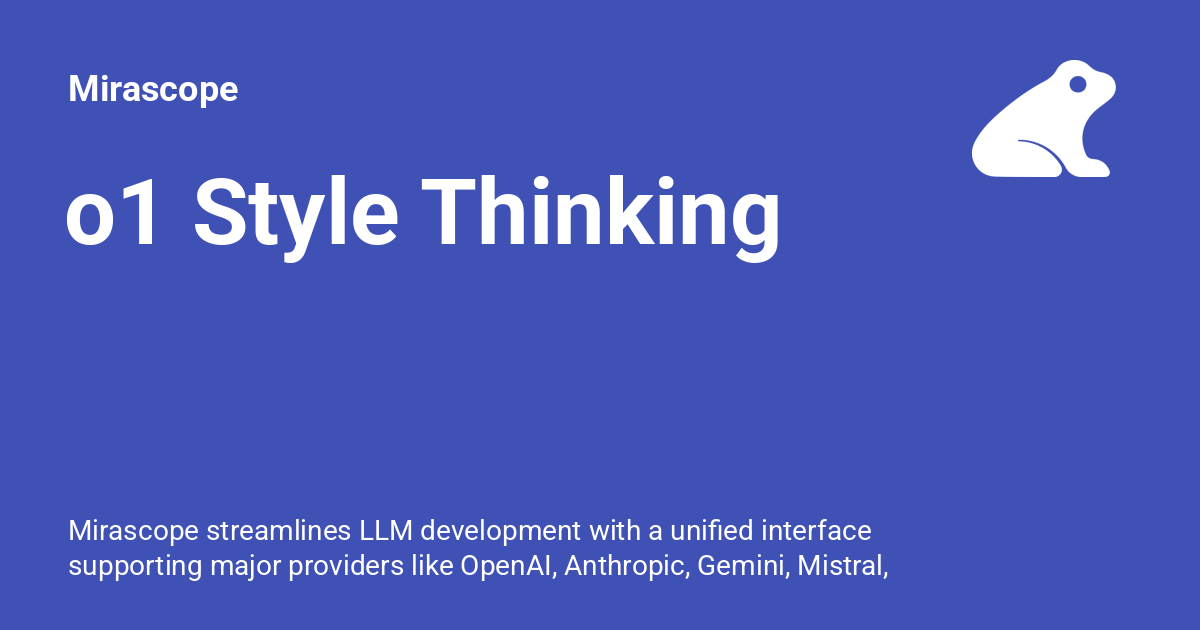 Mirascope
o1 Style Thinking
Mirascope streamlines LLM development with a unified interface
supporting major providers like OpenAI, Anthropic, Gemini, Mistral,